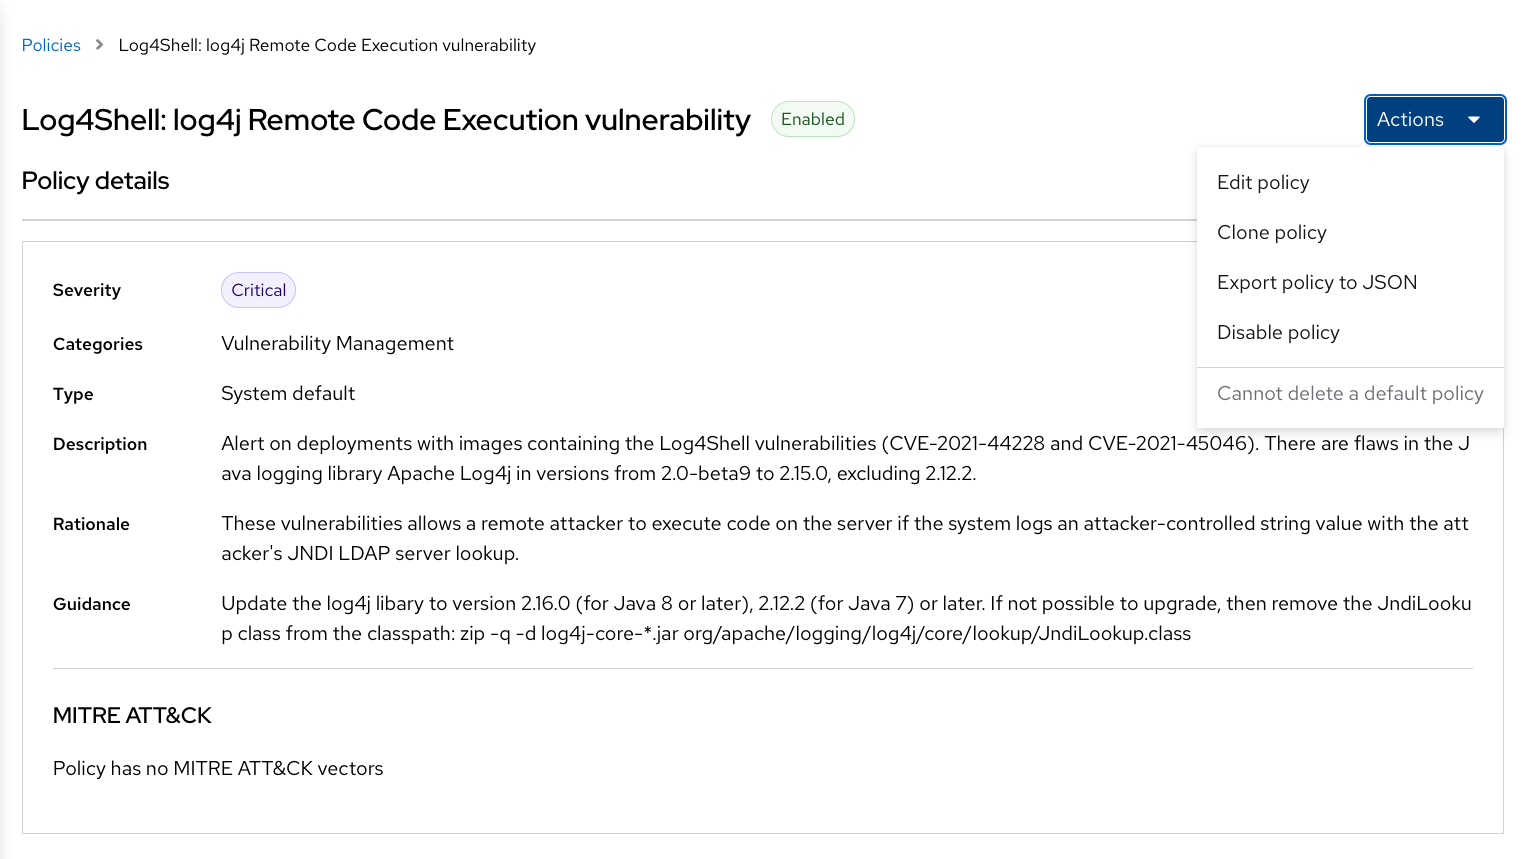 Policies > Log4Shell: log4j Remote Code Execution vulnerability
Log4Shell: log4j Remote Code Execution vulnerability Enabled
Actions
Policy details
Edit policy
Clone policy
Export policy to JSON
Disable policy
Cannot delete a default policy
Severity Critical
Categories Vulnerability Management
Type System default
Description Alert on deployments with images containing the Log4Shell vulnerabilities (CVE-2021-44228 and CVE-2021-45046). There are flaws in the J
ava logging library Apache Log4j in versions from 2.0-beta9 to 2.15.0, excluding 2.12.2.
Rationale These vulnerabilities allows a remote attacker to execute code on the server if the system logs an attacker-controlled string value with the att
acker's JNDI LDAP server lookup.
Guidance Update the log4j libary to version 2.16.0 (for Java 8 or later), 2.12.2 (for Java 7) or later. If not possible to upgrade, then remove the JndiLooku
p class from the classpath: zip -q -d log4j-core-*.jar org/apache/logging/log4j/core/lookup/JndiLookup.class
MITRE ATT&CK
Policy has no MITRE ATT&CK vectors